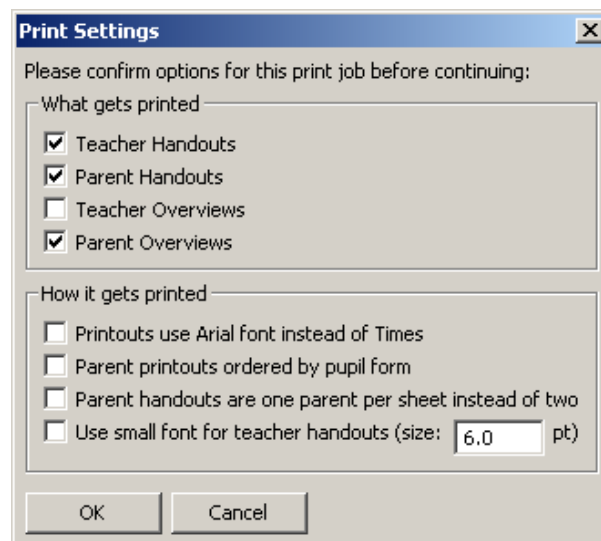 Print Settings
Please confirm options for this print job before continuing:
What gets printed
Teacher Handouts
Parent Handouts
Teacher Overviews
Parent Overviews
How it gets printed
Printouts use Arial font instead of Times
Parent printouts ordered by pupil form
Parent handouts are one parent per sheet instead of two
Use small font for teacher handouts (size: 6.0 pt)
OK Cancel